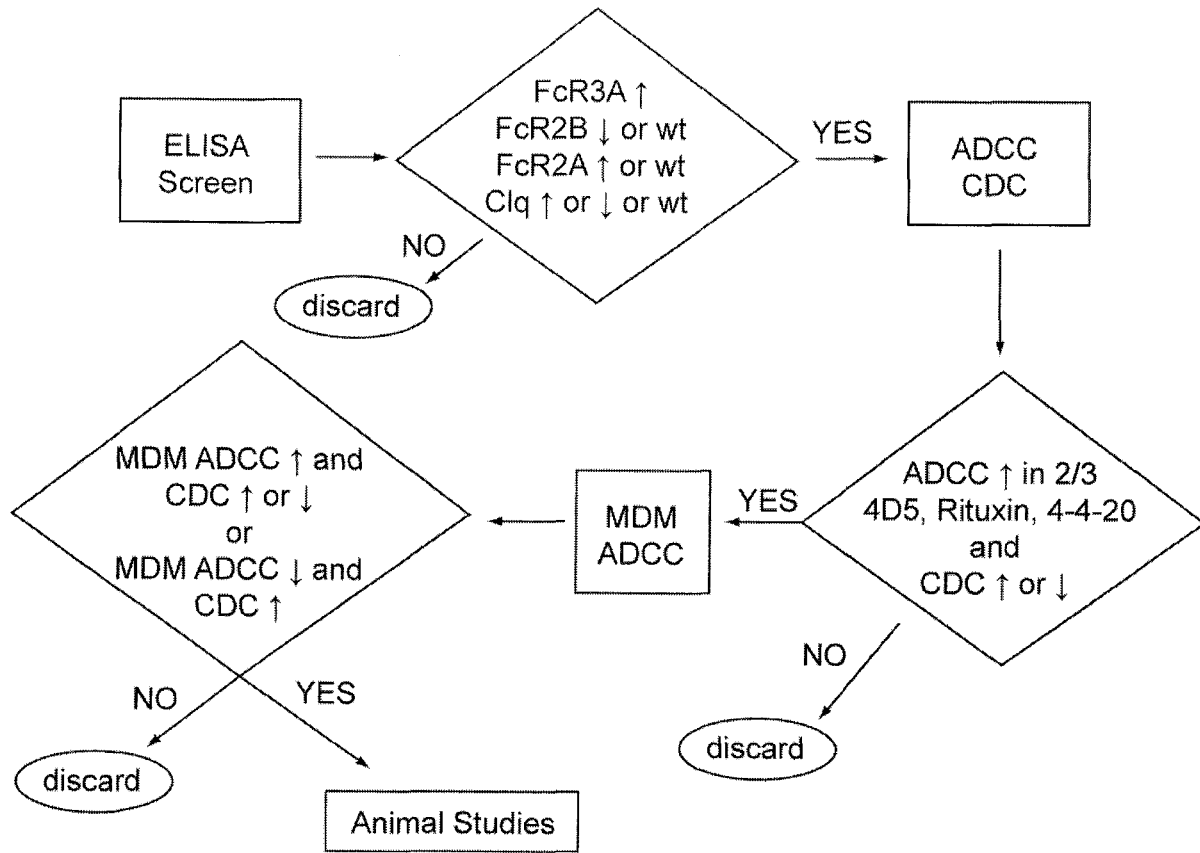 ELISA
Screen
FcR3A ↑
FcR2B ↓ or wt
FcR2A ↑ or wt
Clq ↑ or ↓ or wt
YES
ADCC
CDC
NO
discard
ADCC ↑ in 2/3
4D5, Rituxin, 4-4-20
and
CDC ↑ or ↓
YES
NO
discard
MDM
ADCC
MDM ADCC ↑ and
CDC ↑ or ↓
or
MDM ADCC ↓ and
CDC ↑
NO
discard
YES
Animal Studies